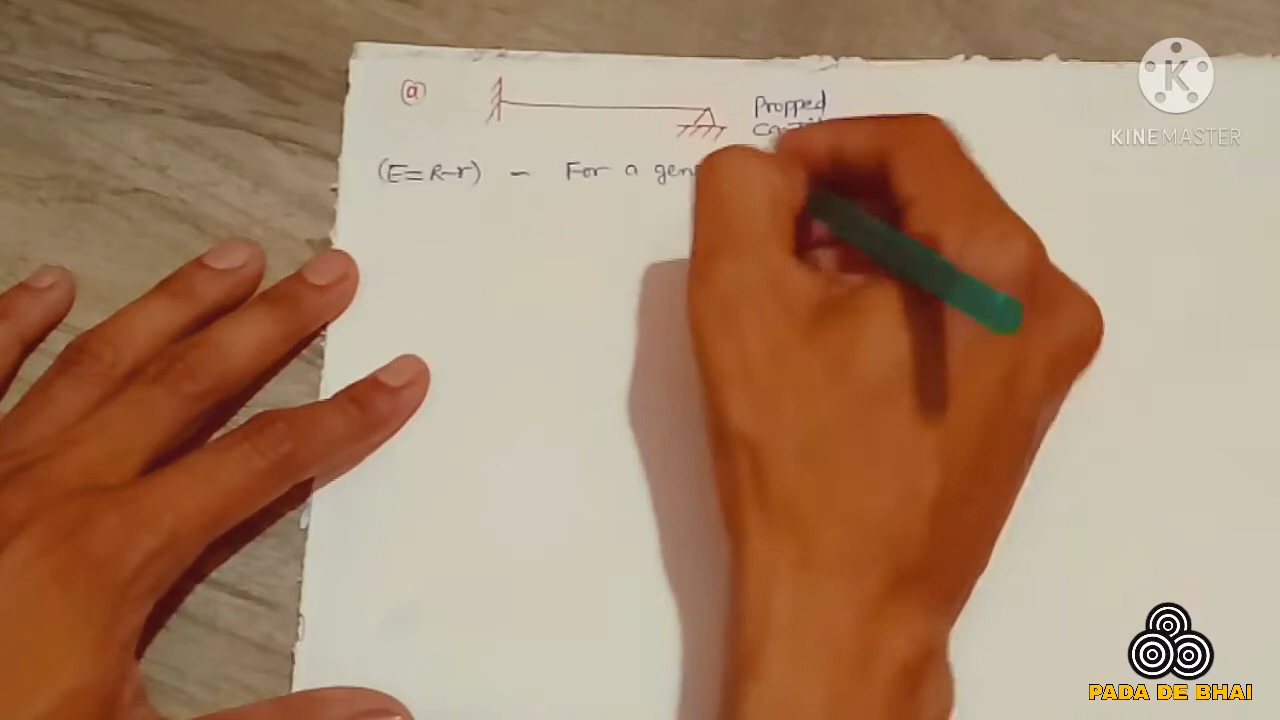 (a)
Propped
(E=R-r) - For a gen
K
KINEMASTER
PADA DE BHAI